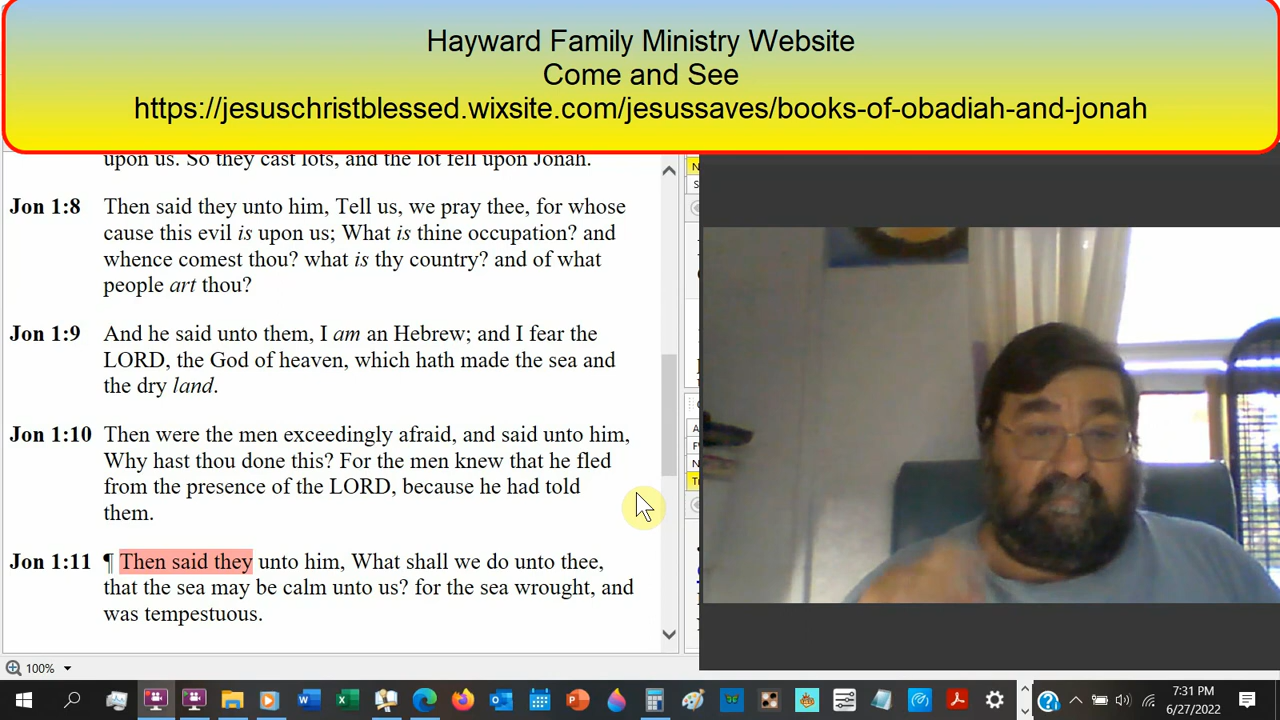 Hayward Family Ministry Website
Come and See
https://jesuschristblessed.wixsite.com/jesussaves/books-of-obadiah-and-jonah
upon us. So they cast lots, and the lot fell upon Jonah.
Jon 1:8 Then said they unto him, Tell us, we pray thee, for whose
cause this evil is upon us; What is thine occupation? and
whence comest thou? what is thy country? and of what
people art thou?
Jon 1:9 And he said unto them, I am an Hebrew; and I fear the
LORD, the God of heaven, which hath made the sea and
the dry land.
Jon 1:10 Then were the men exceedingly afraid, and said unto him,
Why hast thou done this? For the men knew that he fled
from the presence of the LORD, because he had told
them.
Jon 1:11 ¶ Then said they unto him, What shall we do unto thee,
that the sea may be calm unto us? for the sea wrought, and
was tempestuous.
100%
7:31 PM
6/27/2022